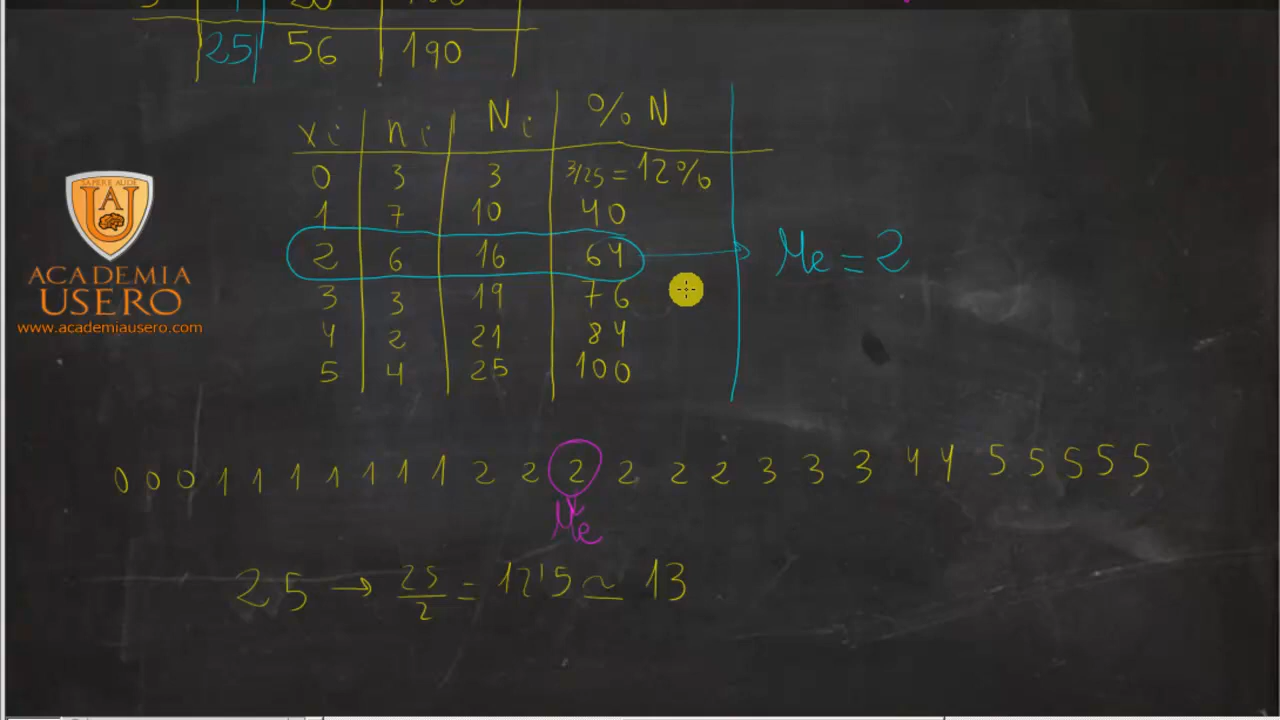 25 56 190
xi ni Ni % N
0 3 3 3/25 = 12%
1 7 10 40
2 6 16 64 → Me = 2
3 3 19 76
4 2 21 84
5 4 25 100
SAPERE AUDE
UA
ACADEMIA
USERO
www.academiausero.com
0 0 0 1 1 1 1 1 1 1 2 2 2 2 2 2 3 3 3 4 4 5 5 5 5 5
Me
25 → 25/2 = 12'5 ≃ 13